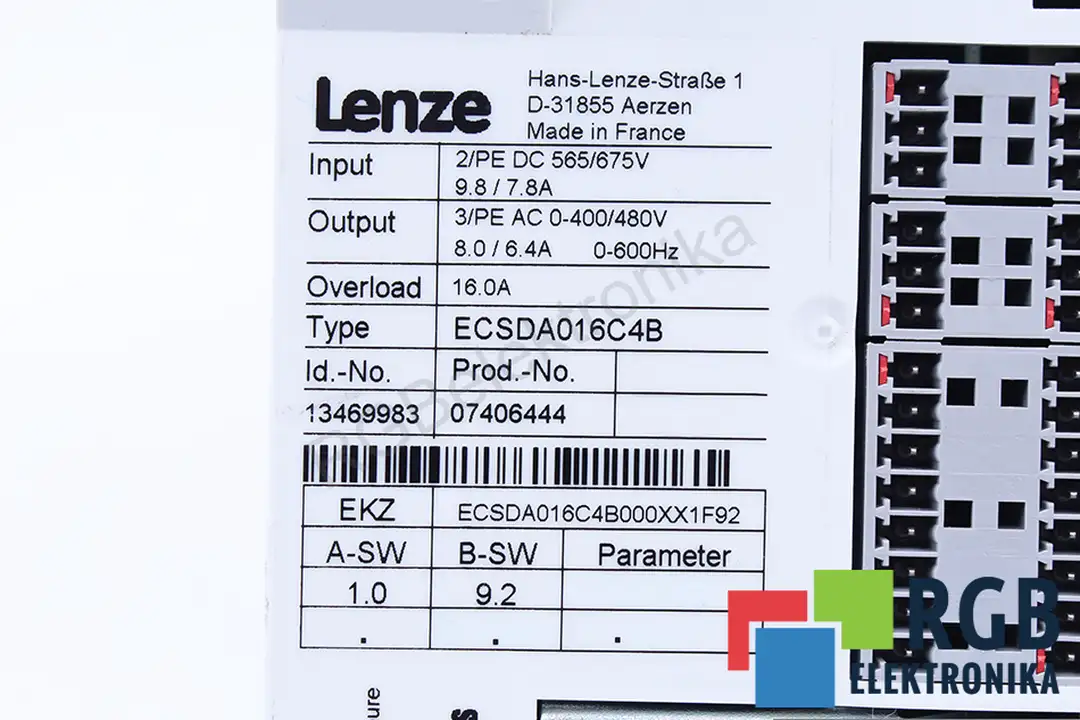 Lenze
Hans-Lenze-Straße 1
D-31855 Aerzen
Made in France
Input 2/PE DC 565/675V
9.8 / 7.8A
Output 3/PE AC 0-400/480V
8.0 / 6.4A 0-600Hz
Overload 16.0A
Type ECSDA016C4B
Id.-No. Prod.-No.
13469983 07406444
EKZ ECSDA016C4B000XX1F92
A-SW B-SW Parameter
1.0 9.2
. . .
RGBelektronika
RGB
ELEKTRONIKA